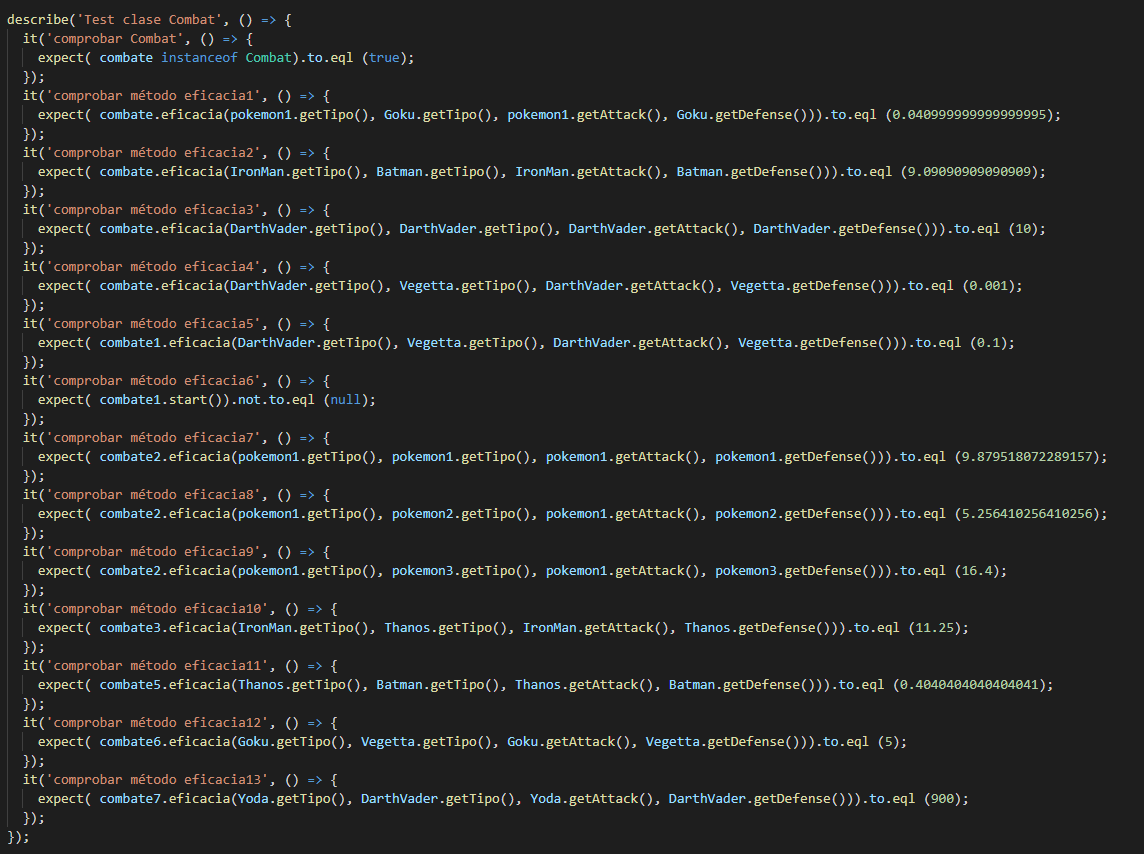 describe('Test clase Combat', () => {
it('comprobar Combat', () => {
expect( combate instanceof Combat).to.eql (true);
});
it('comprobar método eficacia1', () => {
expect( combate.eficacia(pokemon1.getTipo(), Goku.getTipo(), pokemon1.getAttack(), Goku.getDefense())).to.eql (0.040999999999999995);
});
it('comprobar método eficacia2', () => {
expect( combate.eficacia(IronMan.getTipo(), Batman.getTipo(), IronMan.getAttack(), Batman.getDefense())).to.eql (9.09090909090909);
});
it('comprobar método eficacia3', () => {
expect( combate.eficacia(DarthVader.getTipo(), DarthVader.getTipo(), DarthVader.getAttack(), DarthVader.getDefense())).to.eql (10);
});
it('comprobar método eficacia4', () => {
expect( combate.eficacia(DarthVader.getTipo(), Vegetta.getTipo(), DarthVader.getAttack(), Vegetta.getDefense())).to.eql (0.001);
});
it('comprobar método eficacia5', () => {
expect( combate1.eficacia(DarthVader.getTipo(), Vegetta.getTipo(), DarthVader.getAttack(), Vegetta.getDefense())).to.eql (0.1);
});
it('comprobar método eficacia6', () => {
expect( combate1.start()).not.to.eql (null);
});
it('comprobar método eficacia7', () => {
expect( combate2.eficacia(pokemon1.getTipo(), pokemon1.getTipo(), pokemon1.getAttack(), pokemon1.getDefense())).to.eql (9.879518072289157);
});
it('comprobar método eficacia8', () => {
expect( combate2.eficacia(pokemon1.getTipo(), pokemon2.getTipo(), pokemon1.getAttack(), pokemon2.getDefense())).to.eql (5.256410256410256);
});
it('comprobar método eficacia9', () => {
expect( combate2.eficacia(pokemon1.getTipo(), pokemon3.getTipo(), pokemon1.getAttack(), pokemon3.getDefense())).to.eql (16.4);
});
it('comprobar método eficacia10', () => {
expect( combate3.eficacia(IronMan.getTipo(), Thanos.getTipo(), IronMan.getAttack(), Thanos.getDefense())).to.eql (11.25);
});
it('comprobar método eficacia11', () => {
expect( combate5.eficacia(Thanos.getTipo(), Batman.getTipo(), Thanos.getAttack(), Batman.getDefense())).to.eql (0.4040404040404041);
});
it('comprobar método eficacia12', () => {
expect( combate6.eficacia(Goku.getTipo(), Vegetta.getTipo(), Goku.getAttack(), Vegetta.getDefense())).to.eql (5);
});
it('comprobar método eficacia13', () => {
expect( combate7.eficacia(Yoda.getTipo(), DarthVader.getTipo(), Yoda.getAttack(), DarthVader.getDefense())).to.eql (900);
});
});